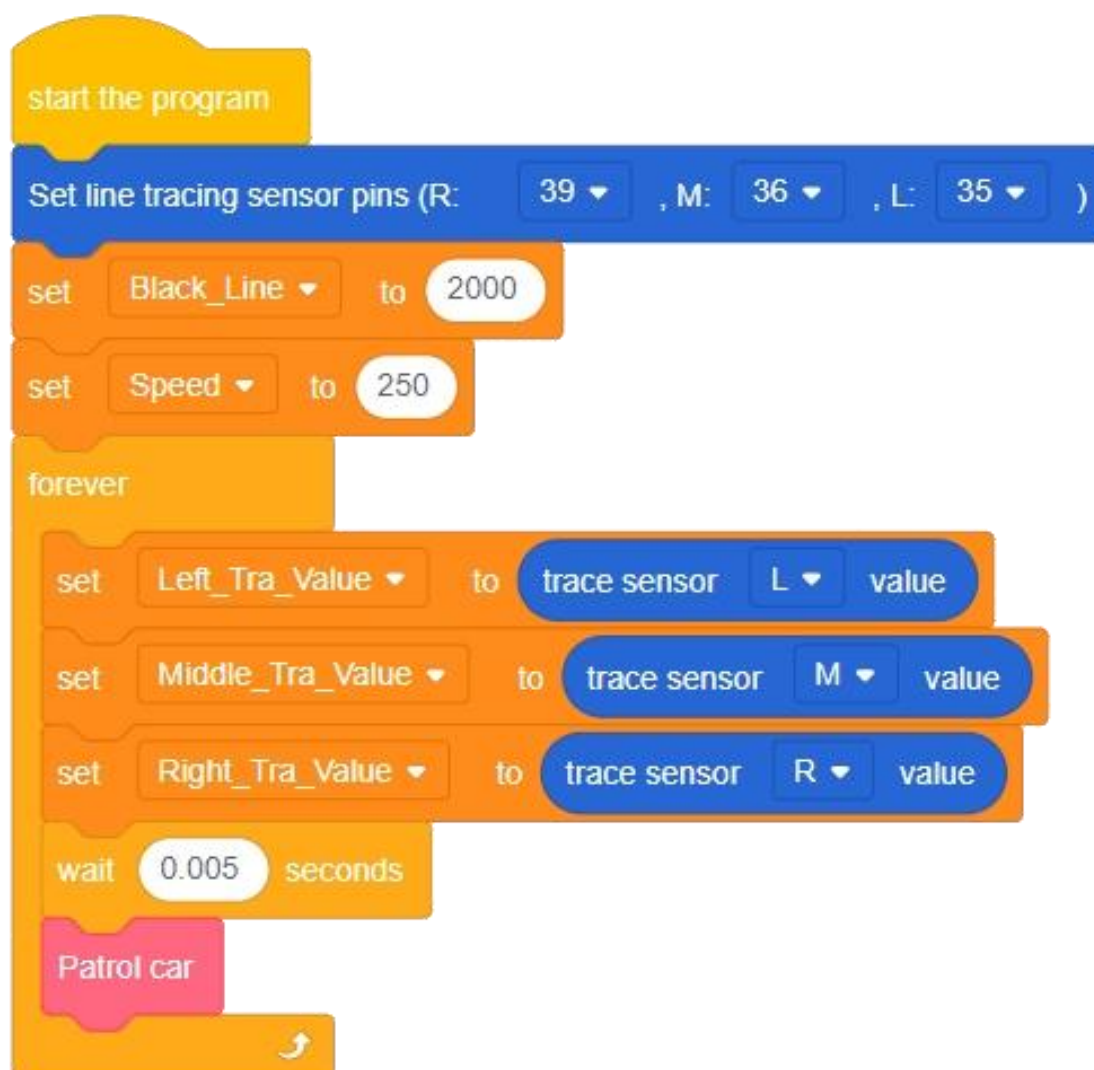 start the program
Set line tracing sensor pins (R: 39 , M: 36 , L: 35 )
set Black_Line to 2000
set Speed to 250
forever
set Left_Tra_Value to trace sensor L value
set Middle_Tra_Value to trace sensor M value
set Right_Tra_Value to trace sensor R value
wait 0.005 seconds
Patrol car